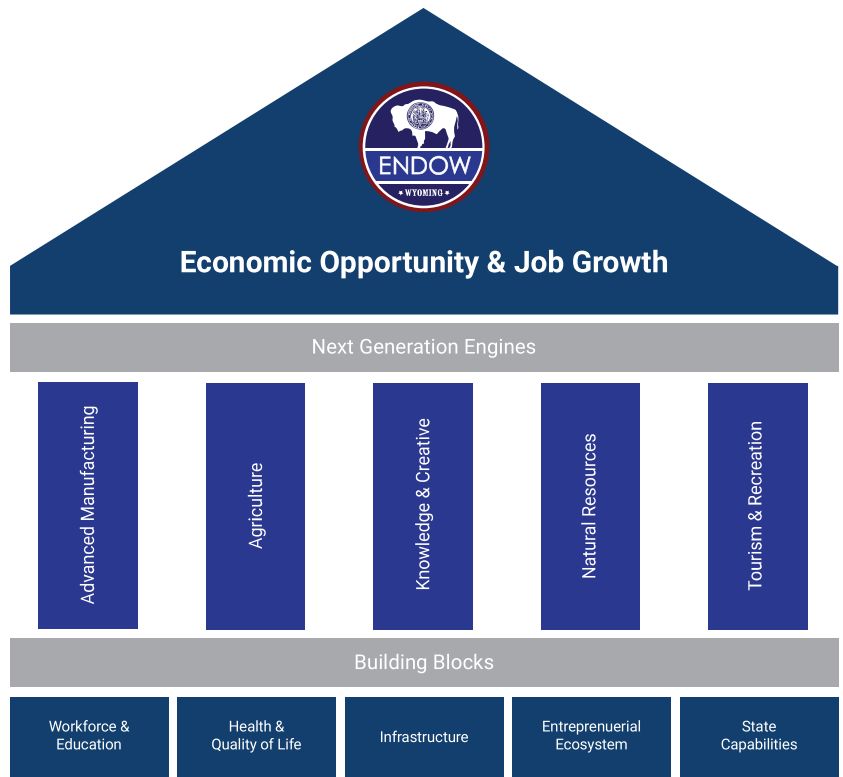 ENDOW
★ WYOMING ★
Economic Opportunity & Job Growth
Next Generation Engines
Advanced Manufacturing
Agriculture
Knowledge & Creative
Natural Resources
Tourism & Recreation
Building Blocks
Workforce &
Education
Health &
Quality of Life
Infrastructure
Entreprenuerial
Ecosystem
State
Capabilities